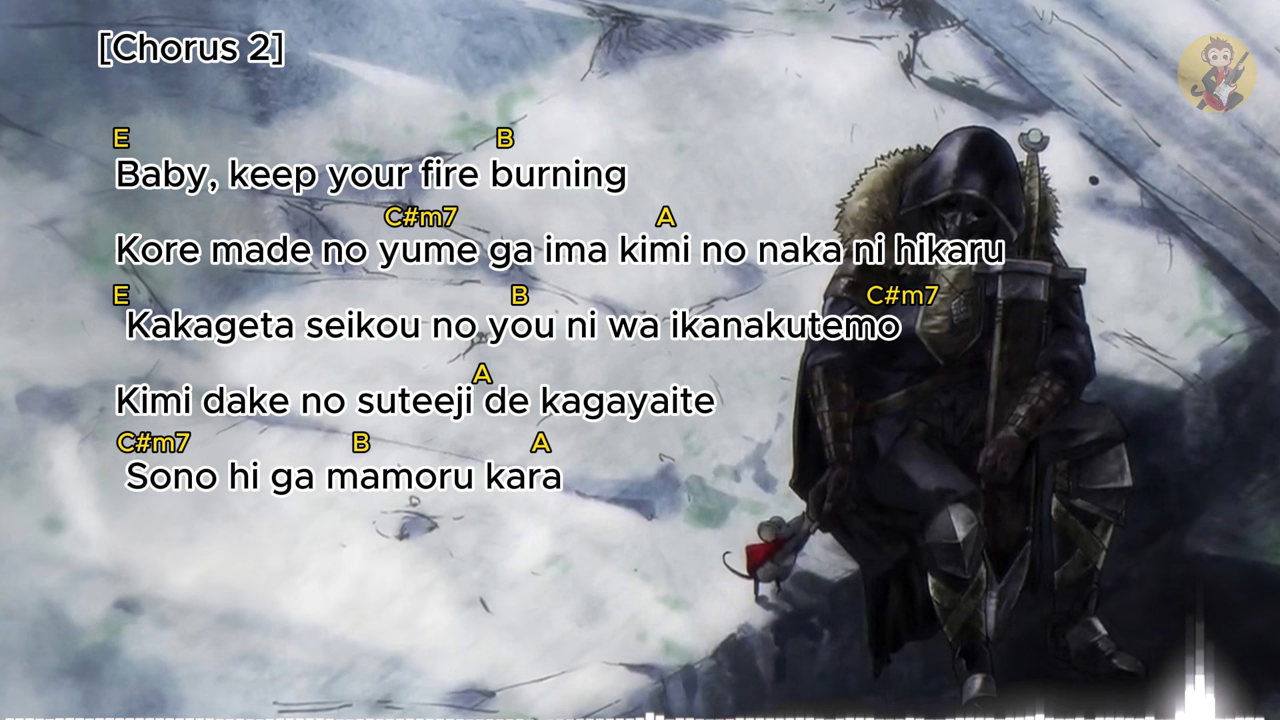 [Chorus 2]
E B
Baby, keep your fire burning
C#m7 A
Kore made no yume ga ima kimi no naka ni hikaru
E B C#m7
Kakageta seikou no you ni wa ikanakutemo
A
Kimi dake no suteeji de kagayaite
C#m7 B A
Sono hi ga mamoru kara